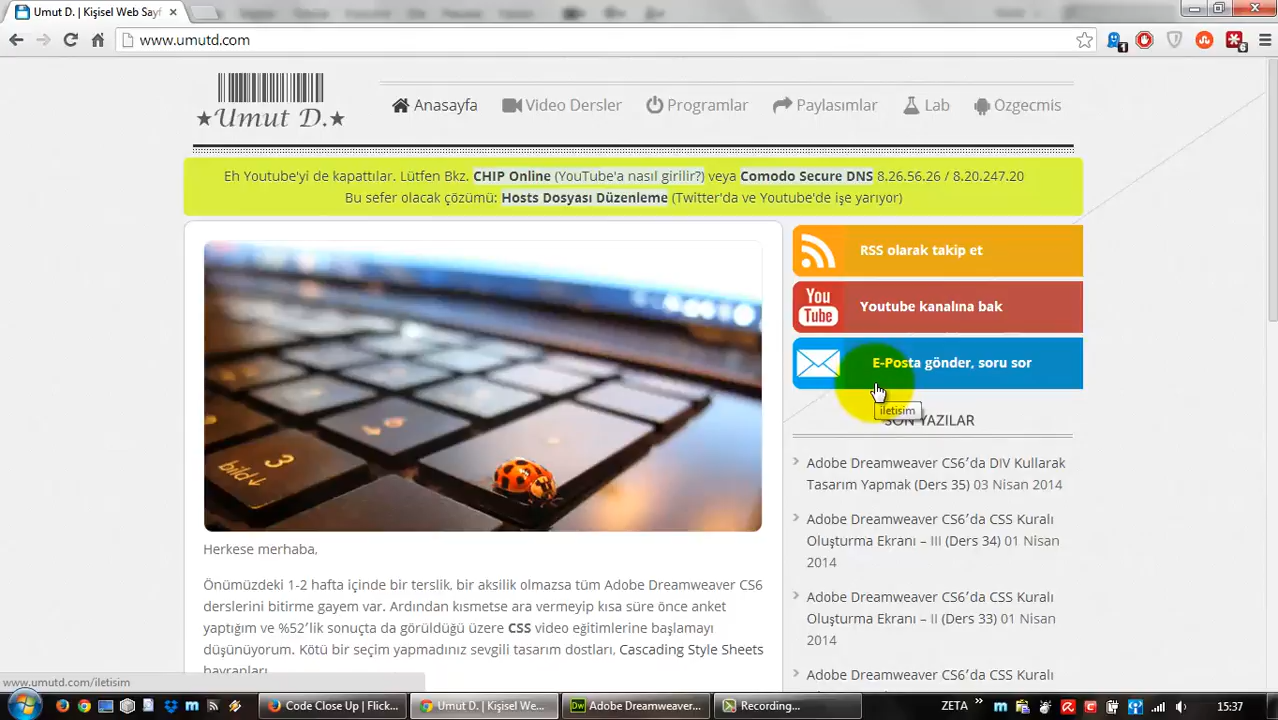 Umut D. | Kişisel Web Sayf
www.umutd.com
1
6
★Umut D.★
Anasayfa
Video Dersler
Programlar
Paylasımlar
Lab
Ozgecmis
Eh Youtube'yi de kapattılar. Lütfen Bkz. CHIP Online (YouTube'a nasıl girilir?) veya Comodo Secure DNS 8.26.56.26 / 8.20.247.20
Bu sefer olacak çözümü: Hosts Dosyası Düzenleme (Twitter'da ve Youtube'de işe yarıyor)
RSS olarak takip et
You
Tube
Youtube kanalına bak
E-Posta gönder, soru sor
iletisim
SON YAZILAR
Adobe Dreamweaver CS6′da DIV Kullarak
Tasarım Yapmak (Ders 35) 03 Nisan 2014
Adobe Dreamweaver CS6′da CSS Kuralı
Oluşturma Ekranı – III (Ders 34) 01 Nisan
2014
Adobe Dreamweaver CS6′da CSS Kuralı
Oluşturma Ekranı – II (Ders 33) 01 Nisan
2014
Adobe Dreamweaver CS6′da CSS Kuralı
3
bild↓
Herkese merhaba,
Önümüzdeki 1-2 hafta içinde bir terslik, bir aksilik olmazsa tüm Adobe Dreamweaver CS6
derslerini bitirme gayem var. Ardından kısmetse ara vermeyip kısa süre önce anket
yaptığım ve %52′lik sonuçta da görüldüğü üzere CSS video eğitimlerine başlamayı
düşünüyorum. Kötü bir seçim yapmadınız sevgili tasarım dostları, Cascading Style Sheets
hayranları
www.umutd.com/iletisim
Code Close Up | Flick...
Umut D. | Kişisel We...
Dw
Adobe Dreamweaver...
Recording...
ZETA
15:37